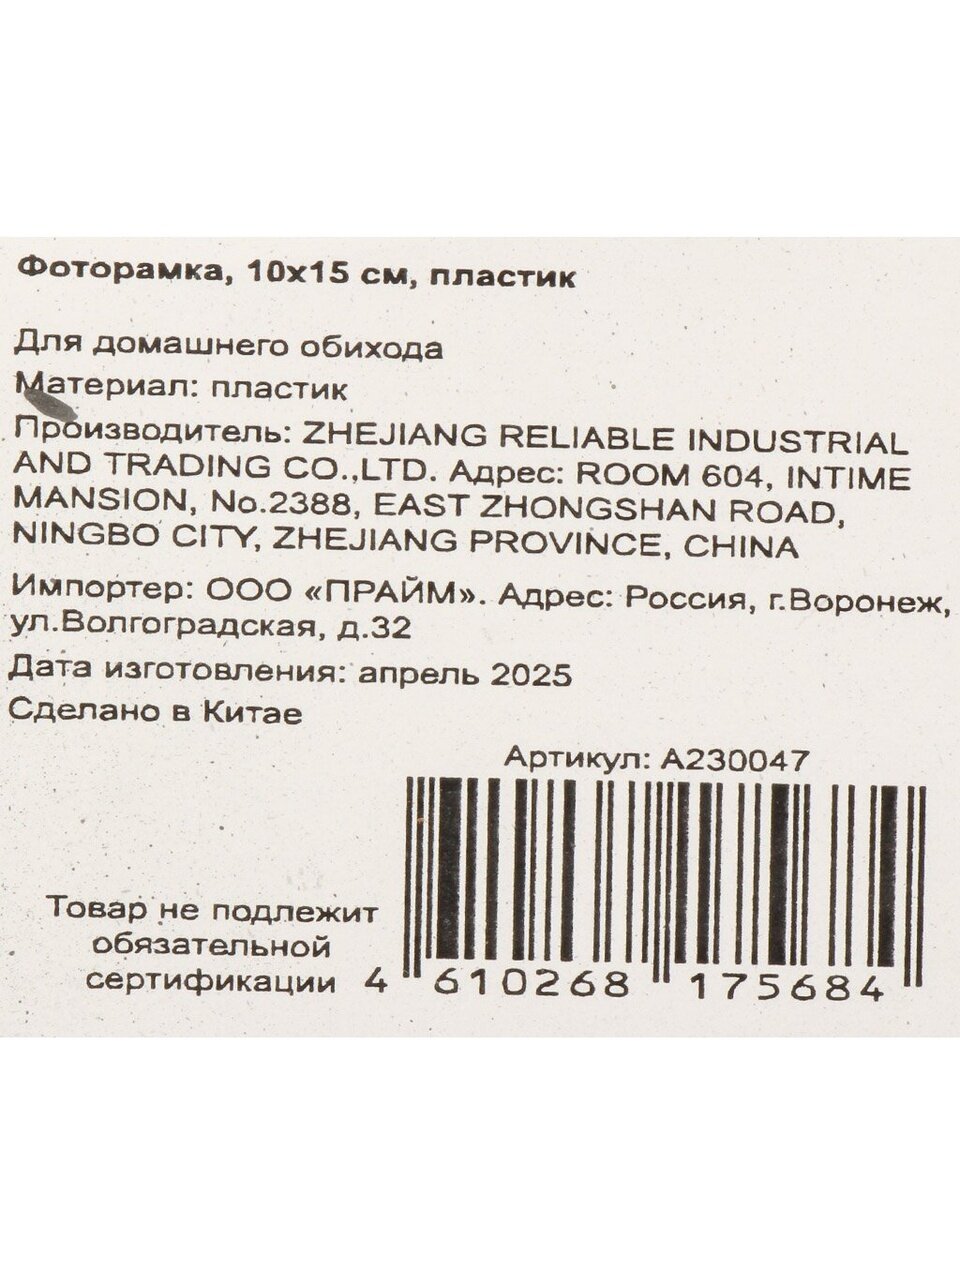 Фоторамка, 10х15 см, пластик
Для домашнего обихода
Материал: пластик
Производитель: ZHEJIANG RELIABLE INDUSTRIAL
AND TRADING CO.,LTD. Адрес: ROOM 604, INTIME
MANSION, No.2388, EAST ZHONGSHAN ROAD,
NINGBO CITY, ZHEJIANG PROVINCE, CHINA
Импортер: ООО «ПРАЙМ». Адрес: Россия, г.Воронеж,
ул.Волгоградская, д.32
Дата изготовления: апрель 2025
Сделано в Китае
Артикул: А230047
Товар не подлежит
обязательной
сертификации
4 610268 175684